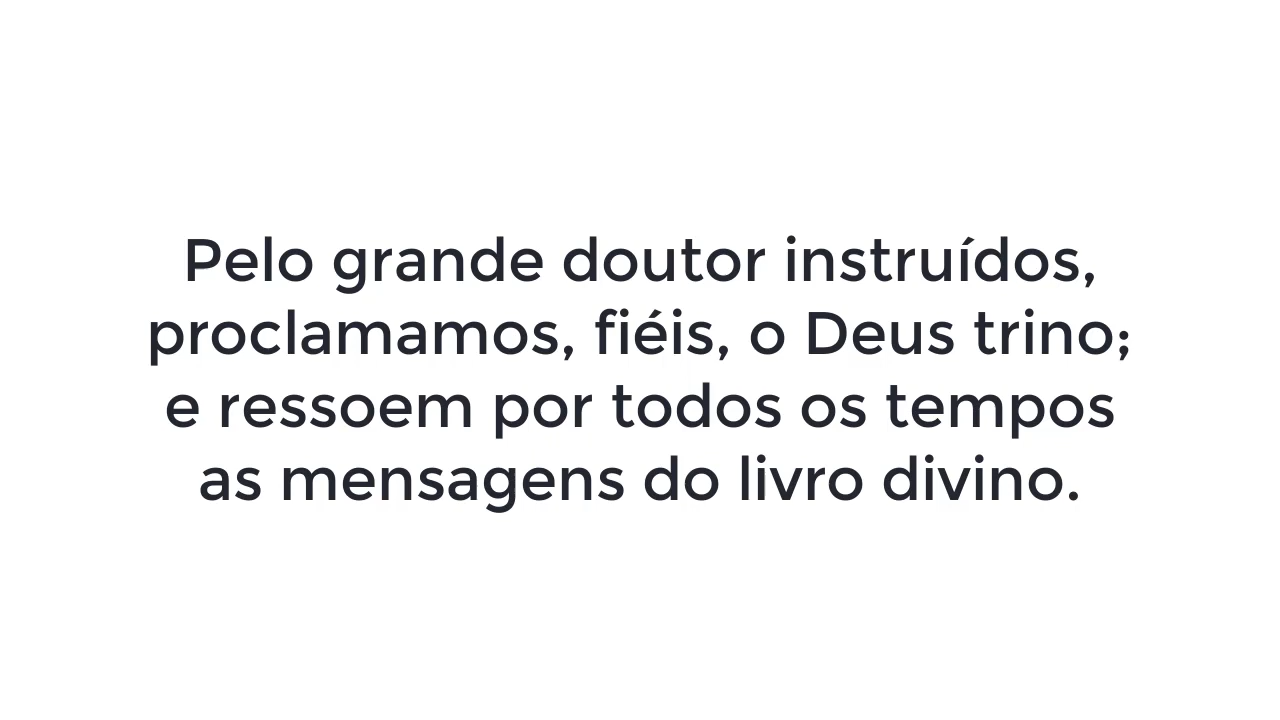 Pelo grande doutor instruídos,
proclamamos, fiéis, o Deus trino;
e ressoem por todos os tempos
as mensagens do livro divino.